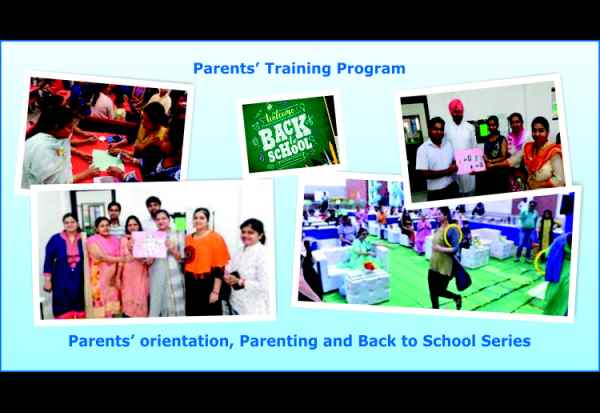 Parents’ Training Program
Welcome
BACK
to
SCHOOL
Parents’ orientation, Parenting and Back to School Series